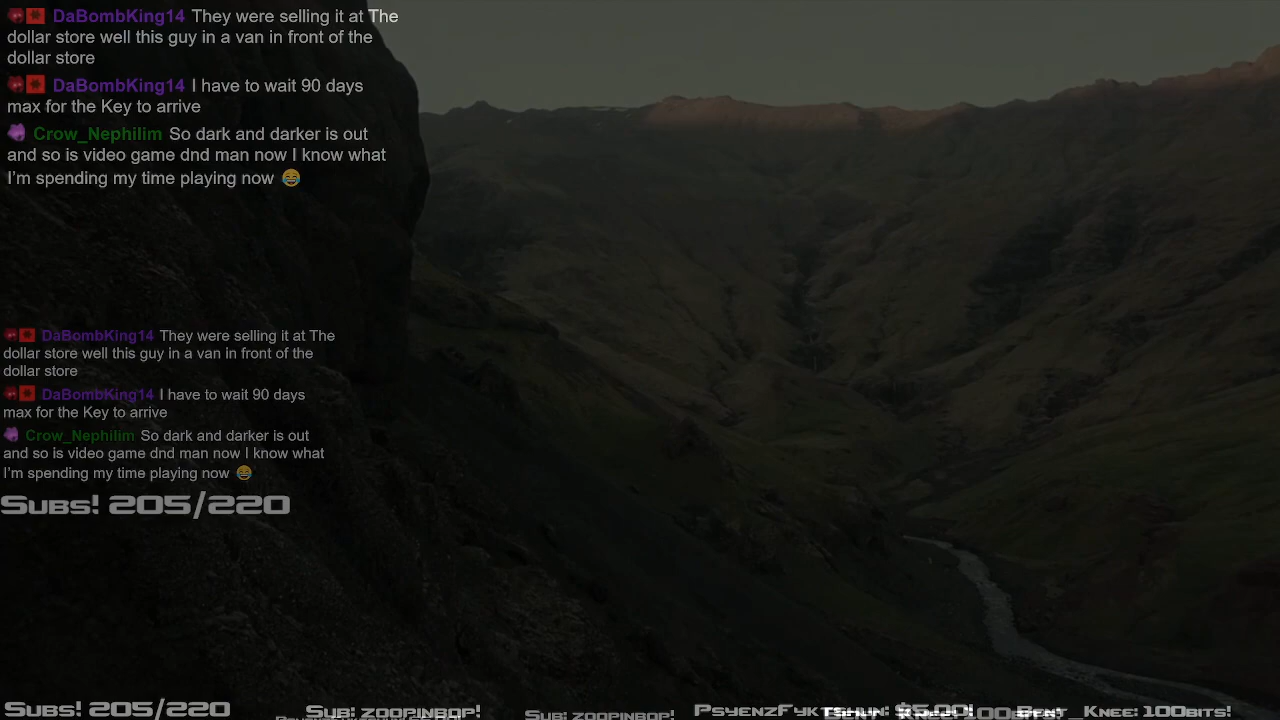 DaBombKing14 They were selling it at The
dollar store well this guy in a van in front of the
dollar store
DaBombKing14 I have to wait 90 days
max for the Key to arrive
Crow_Nephilim So dark and darker is out
and so is video game dnd man now I know what
I'm spending my time playing now 😂
DaBombKing14 They were selling it at The
dollar store well this guy in a van in front of the
dollar store
DaBombKing14 I have to wait 90 days
max for the Key to arrive
Crow_Nephilim So dark and darker is out
and so is video game dnd man now I know what
I'm spending my time playing now 😂
Subs! 205/220
Subs! 205/220
Sub: zoopinbop!
Sub: zoopinbop!
PsyenzFyk
$5.00!
Bent_Knee: 100bits!